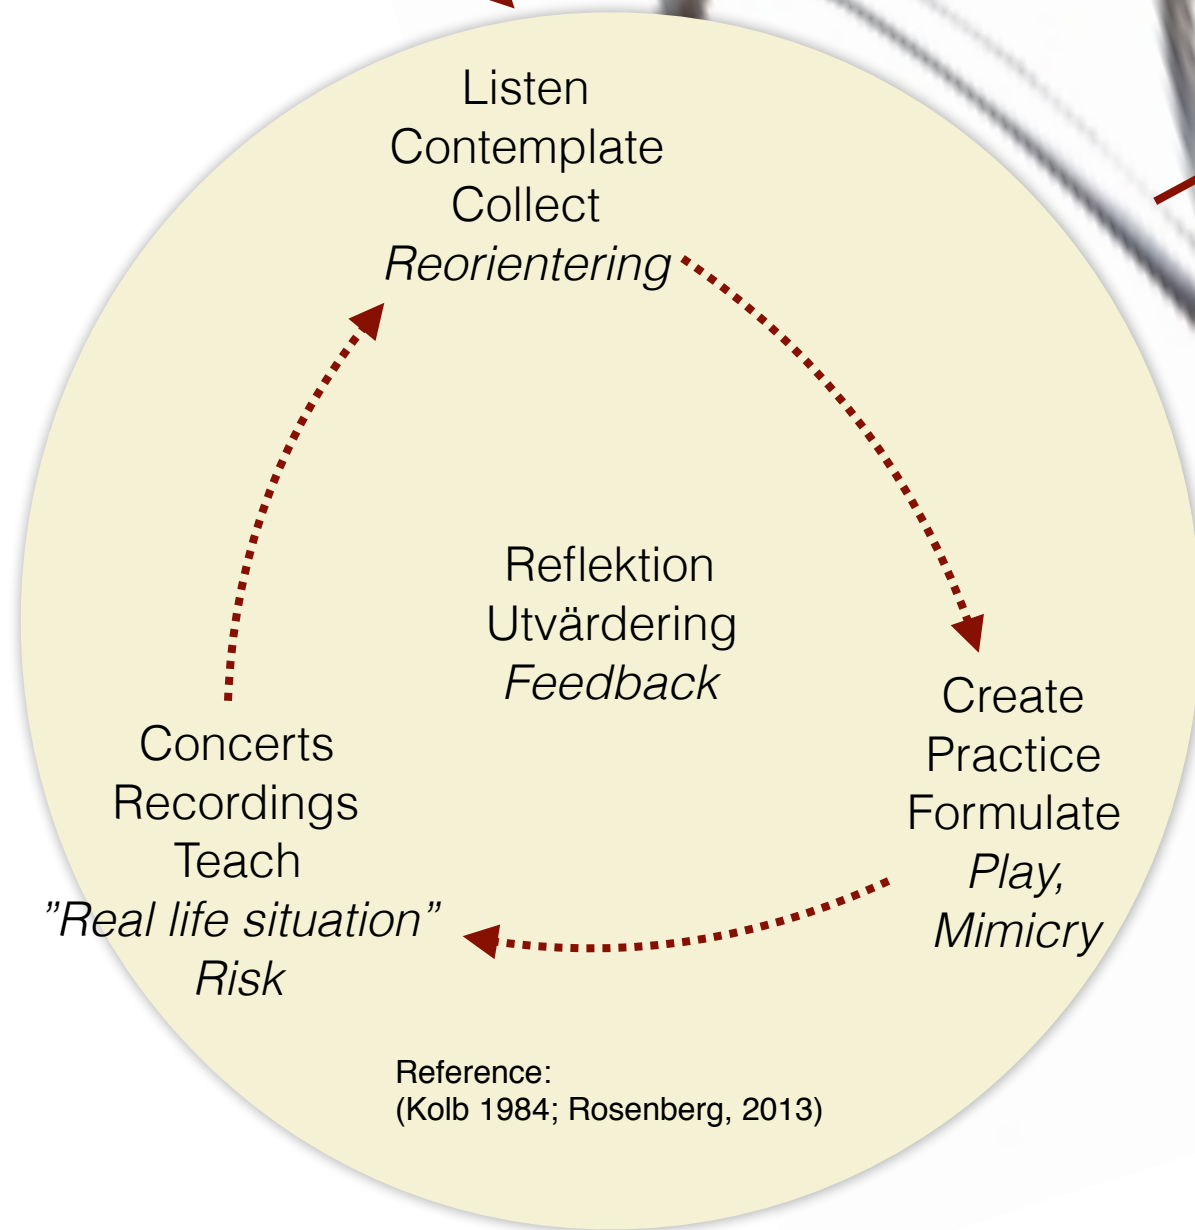 Listen
Contemplate
Collect
Reorientering
Reflektion
Utvärdering
Feedback
Create
Practice
Formulate
Play,
Mimicry
Concerts
Recordings
Teach
”Real life situation”
Risk
Reference:
(Kolb 1984; Rosenberg, 2013)